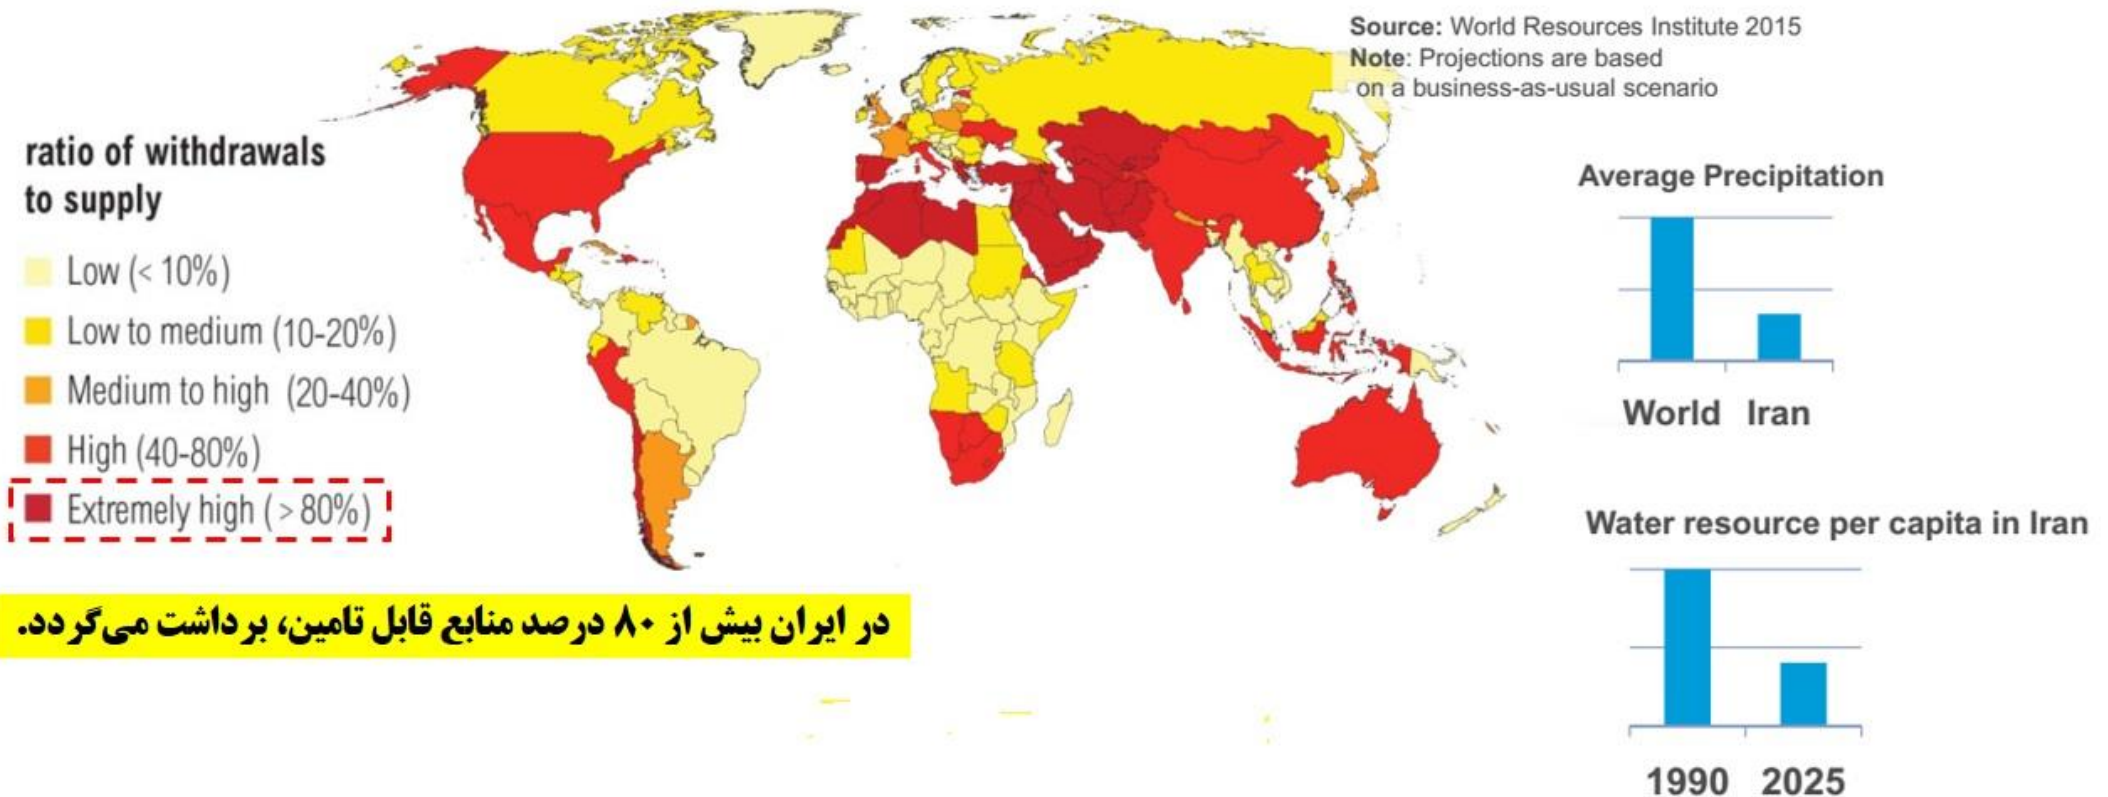 Source: World Resources Institute 2015
Note: Projections are based
on a business-as-usual scenario
ratio of withdrawals
to supply
Low (< 10%)
Low to medium (10-20%)
Medium to high (20-40%)
High (40-80%)
Extremely high ( > 80%)
Average Precipitation
World Iran
Water resource per capita in Iran
1990 2025
در ایران بیش از ۸۰ درصد منابع قابل تامین، برداشت می‌گردد.